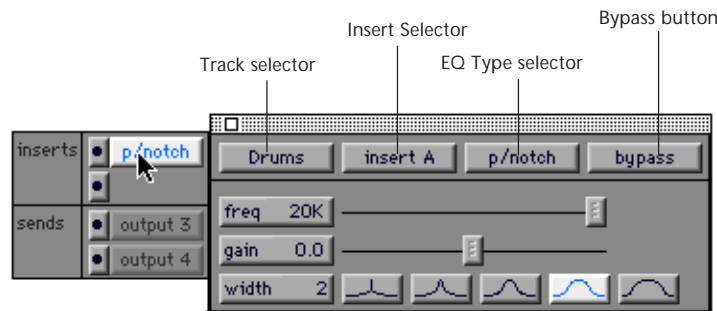 Bypass button
Insert Selector
Track selector
EQ Type selector
inserts
p/notch
Drums
insert A
p/notch
bypass
sends
output 3
output 4
freq 20K
gain 0.0
width 2